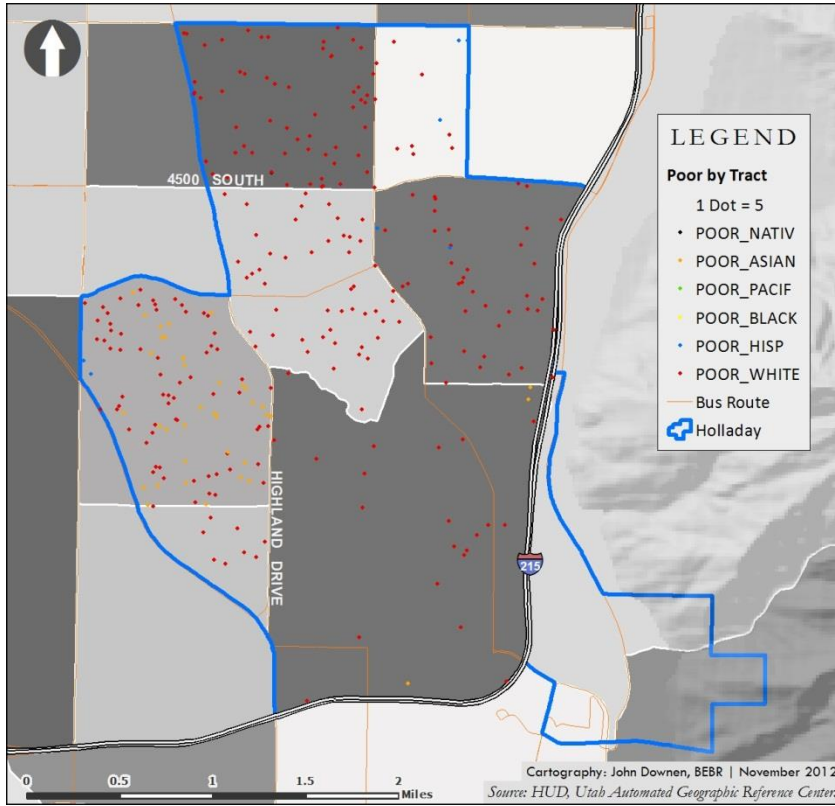 4500 SOUTH
HIGHLAND DRIVE
215
LEGEND
Poor by Tract
1 Dot = 5
POOR_NATIV
POOR_ASIAN
POOR_PACIF
POOR_BLACK
POOR_HISP
POOR_WHITE
Bus Route
Holladay
0 0.5 1 1.5 2
Miles
Cartography: John Downen, BEBR | November 2012
Source: HUD, Utah Automated Geographic Reference Center